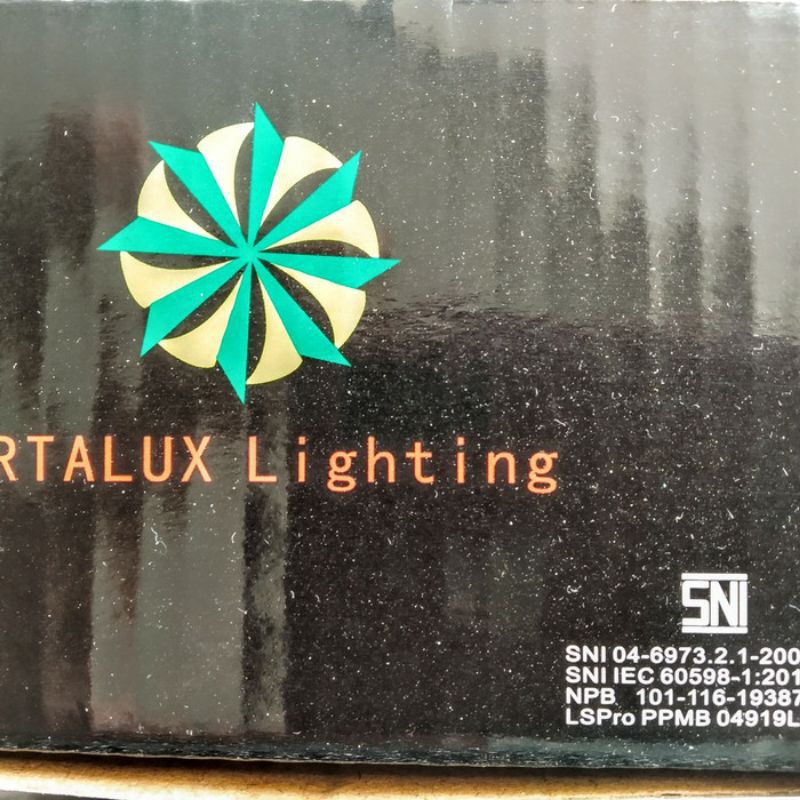 RTALUX Lighting
SNI
SNI 04-6973.2.1-200
SNI IEC 60598-1:201
NPB 101-116-19387
LSPro PPMB 04919L